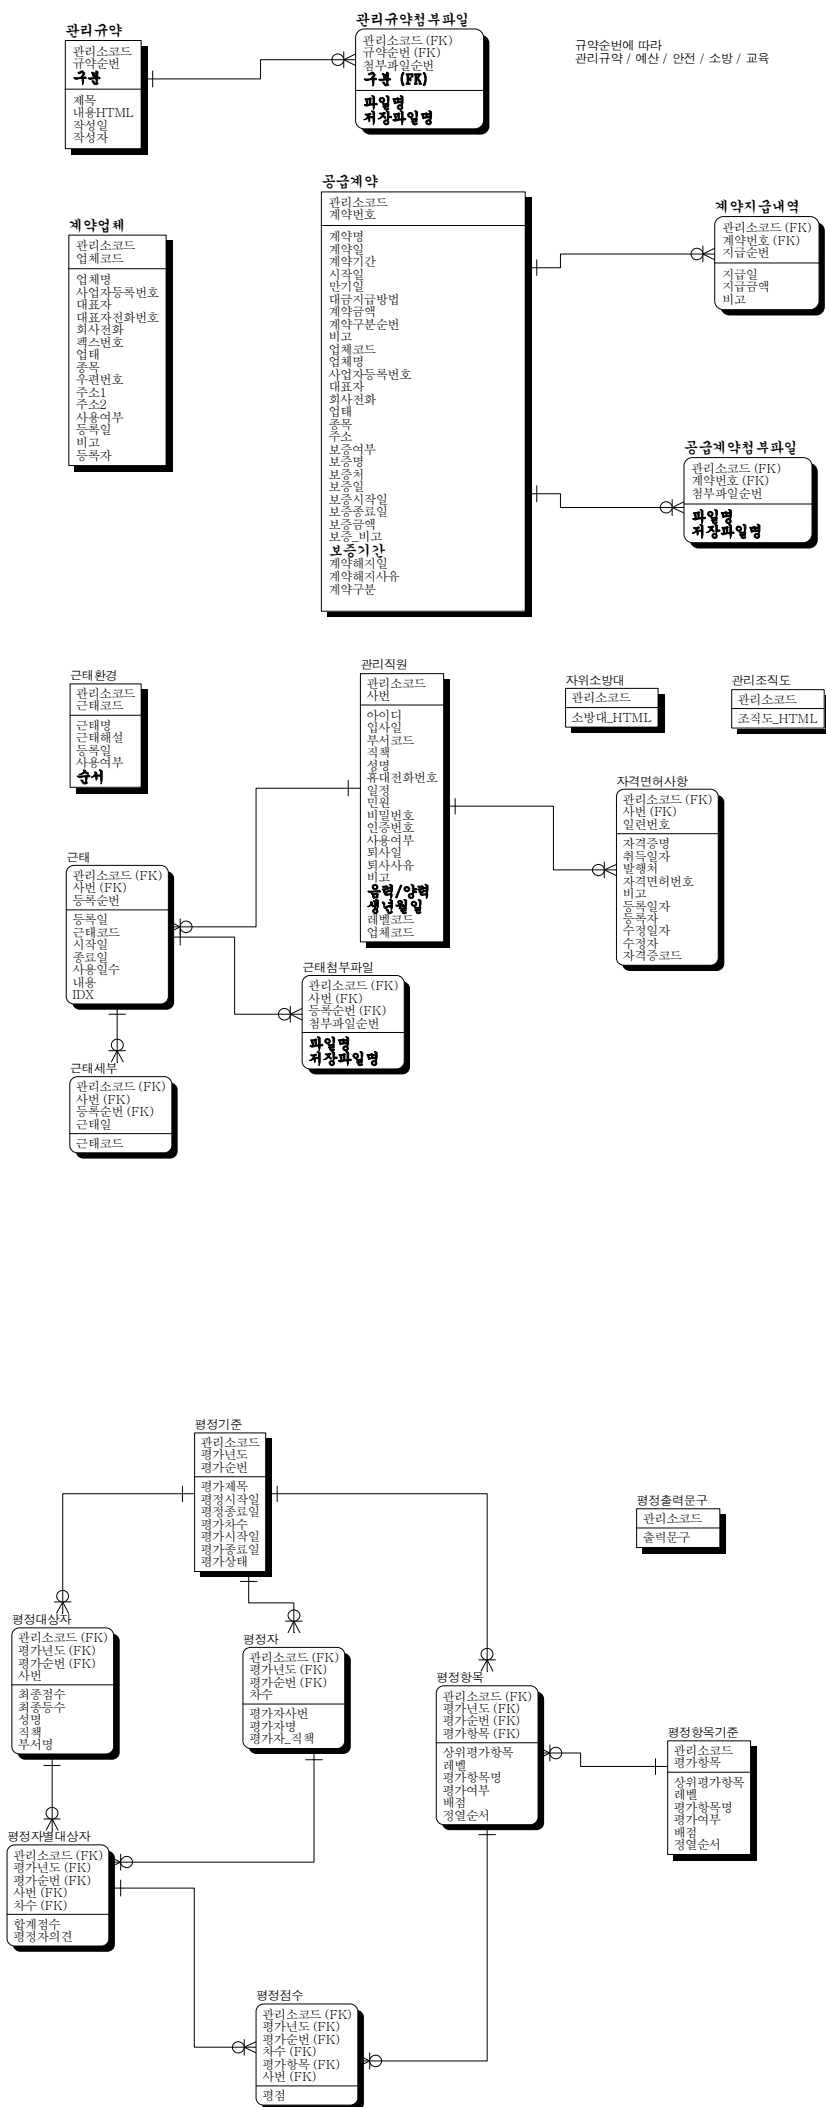 관리규약
관리소코드
규약순번
구분
제목
내용HTML
작성일
작성자
관리규약첨부파일
관리소코드 (FK)
규약순번 (FK)
첨부파일순번
구분 (FK)
파일명
저장파일명
규약순번에 따라
관리규약 / 예산 / 안전 / 소방 / 교육
계약업체
관리소코드
업체코드
업체명
사업자등록번호
대표자
대표자전화번호
회사전화
팩스번호
업태
종목
우편번호
주소1
주소2
사용여부
등록일
비고
등록자
공급계약
관리소코드
계약번호
계약명
계약일
계약기간
시작일
만기일
대금지급방법
계약금액
계약구분순번
비고
업체코드
업체명
사업자등록번호
대표자
회사전화
업태
종목
주소
보증여부
보증명
보증처
보증일
보증시작일
보증종료일
보증금액
보증_비고
보증기간
계약해지일
계약해지사유
계약구분
계약지급내역
관리소코드 (FK)
계약번호 (FK)
지급순번
지급일
지급금액
비고
공급계약첨부파일
관리소코드 (FK)
계약번호 (FK)
첨부파일순번
파일명
저장파일명
근태환경
관리소코드
근태코드
근태명
근태해설
등록일
사용여부
순서
관리직원
관리소코드
사번
아이디
입사일
부서코드
직책
성명
휴대전화번호
일정
민원
비밀번호
인증번호
사용여부
퇴사일
퇴사사유
비고
음력/양력
생년월일
레벨코드
업체코드
자위소방대
관리소코드
소방대_HTML
관리조직도
관리소코드
조직도_HTML
자격면허사항
관리소코드 (FK)
사번 (FK)
일련번호
자격증명
취득일자
발행처
자격면허번호
비고
등록일자
등록자
수정일자
수정자
자격증코드
근태
관리소코드 (FK)
사번 (FK)
등록순번
등록일
근태코드
시작일
종료일
사용일수
내용
IDX
근태첨부파일
관리소코드 (FK)
사번 (FK)
등록순번 (FK)
첨부파일순번
파일명
저장파일명
근태세부
관리소코드 (FK)
사번 (FK)
등록순번 (FK)
근태일
근태코드
평정기준
관리소코드
평가년도
평가순번
평가제목
평정시작일
평정종료일
평가차수
평가시작일
평가종료일
평가상태
평정출력문구
관리소코드
출력문구
평정대상자
관리소코드 (FK)
평가년도 (FK)
평가순번 (FK)
사번
최종점수
최종등수
성명
직책
부서명
평정자
관리소코드 (FK)
평가년도 (FK)
평가순번 (FK)
차수
평가자사번
평가자명
평가자_직책
평정항목
관리소코드 (FK)
평가년도 (FK)
평가순번 (FK)
평가항목 (FK)
상위평가항목
레벨
평가항목명
평가여부
배점
정열순서
평정항목기준
관리소코드
평가항목
상위평가항목
레벨
평가항목명
평가여부
배점
정열순서
평정자별대상자
관리소코드 (FK)
평가년도 (FK)
평가순번 (FK)
사번 (FK)
차수 (FK)
합계점수
평정자의견
평정점수
관리소코드 (FK)
평가년도 (FK)
평가순번 (FK)
차수 (FK)
평가항목 (FK)
사번 (FK)
평점